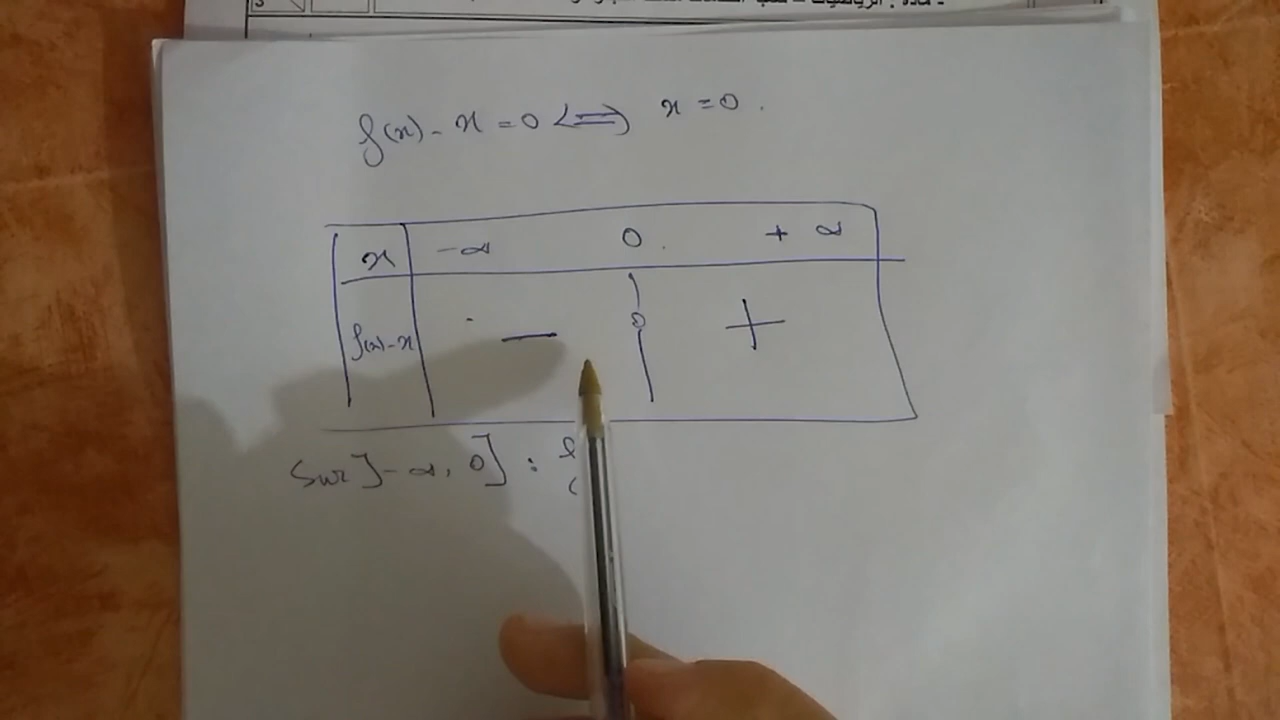 f(x) - x = 0 <=> x = 0 .
x -∞ 0 +∞
f(x)-x — 0 +
Sur ]-∞, 0] :